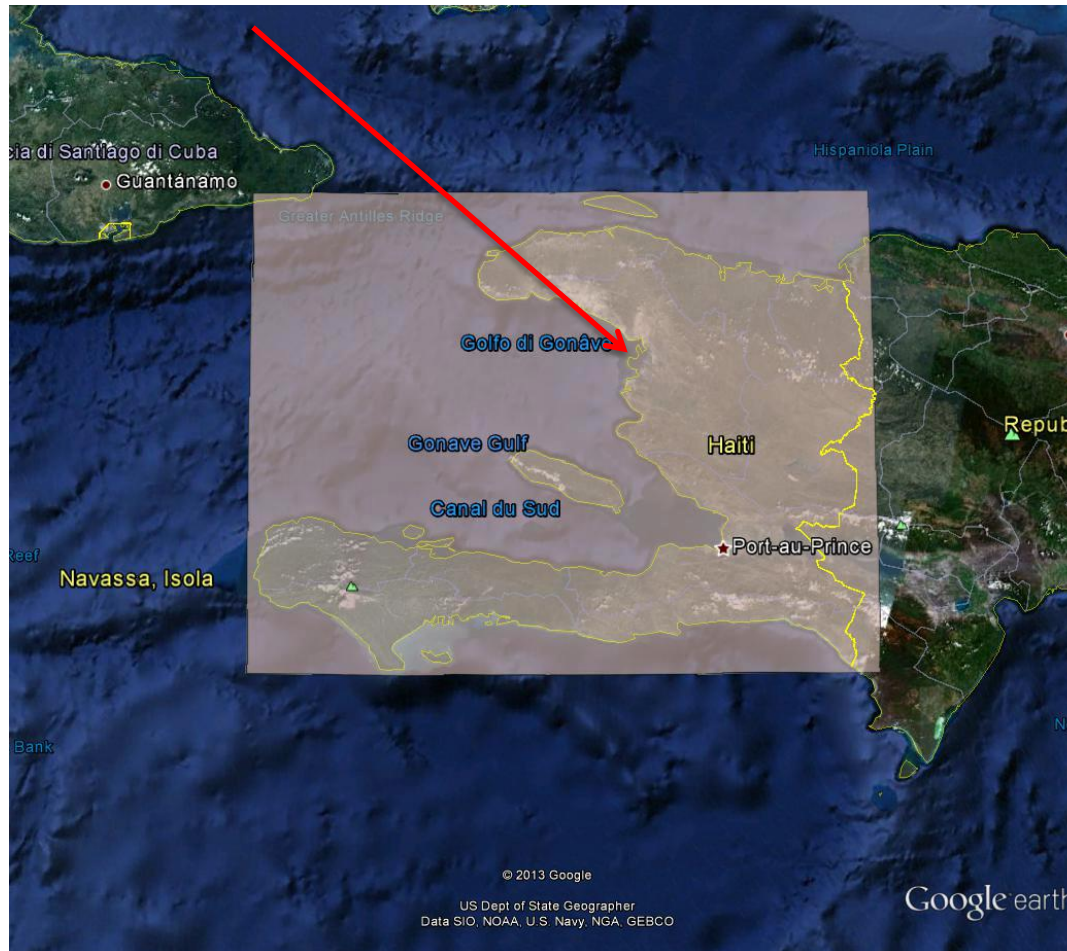 Hispaniola Plain
cia di Santiago di Cuba
Guantánamo
Greater Antilles Ridge
Golfo di Gonâve
Gonave Gulf
Haiti
Repub
Canal du Sud
Port-au-Prince
Reef
Navassa, Isola
N
Bank
© 2013 Google
US Dept of State Geographer
Data SIO, NOAA, U.S. Navy, NGA, GEBCO
Google earth